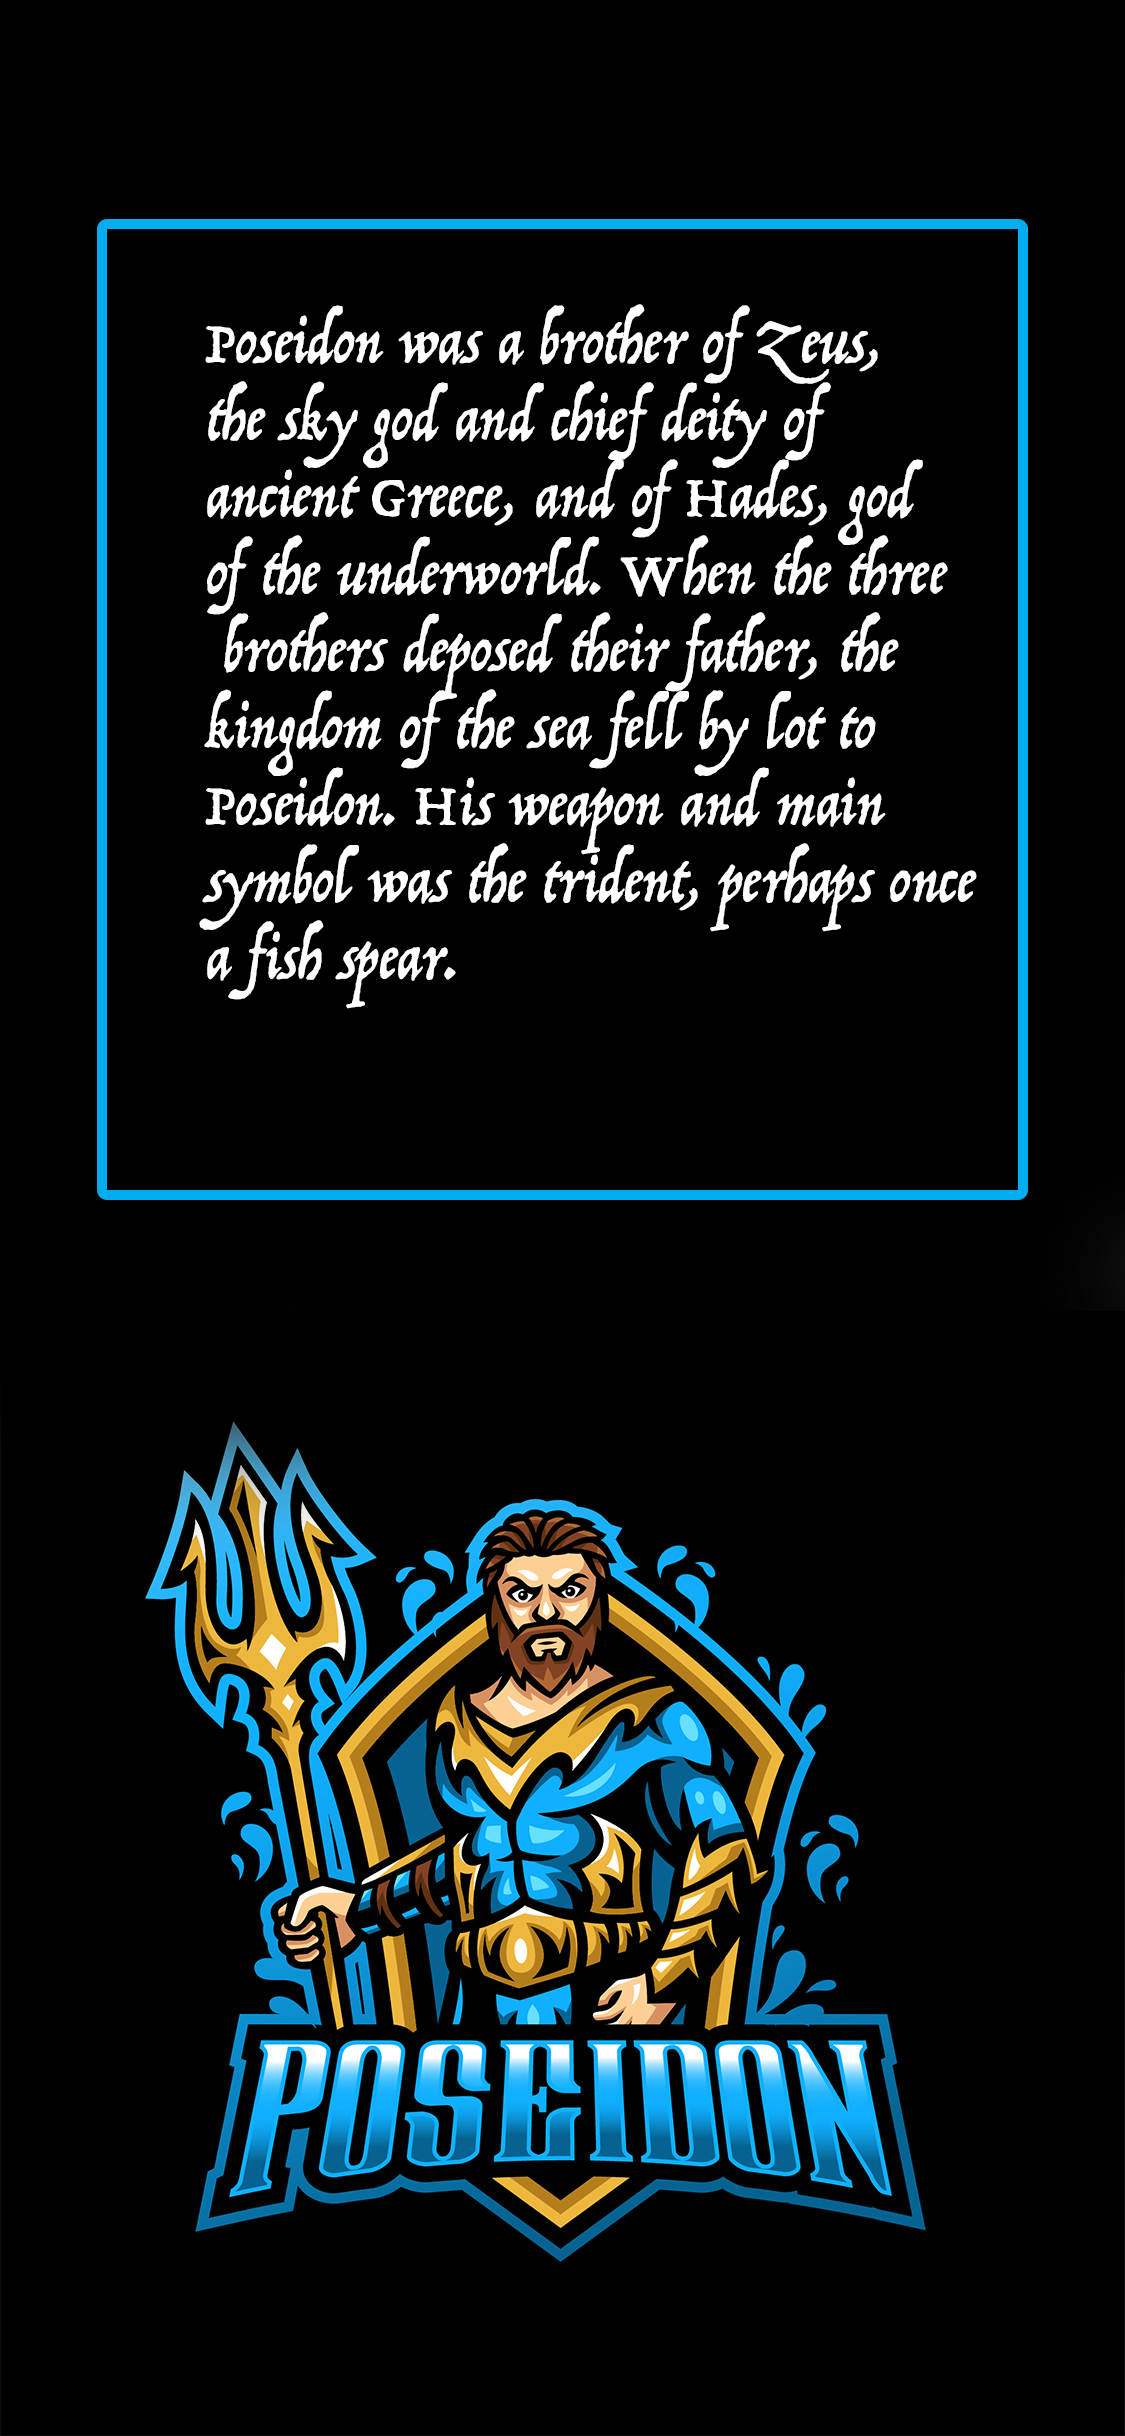 Poseidon was a brother of Zeus,
the sky god and chief deity of
ancient Greece, and of Hades, god
of the underworld. When the three
brothers deposed their father, the
kingdom of the sea fell by lot to
Poseidon. His weapon and main
symbol was the trident, perhaps once
a fish spear.
POSEIDON